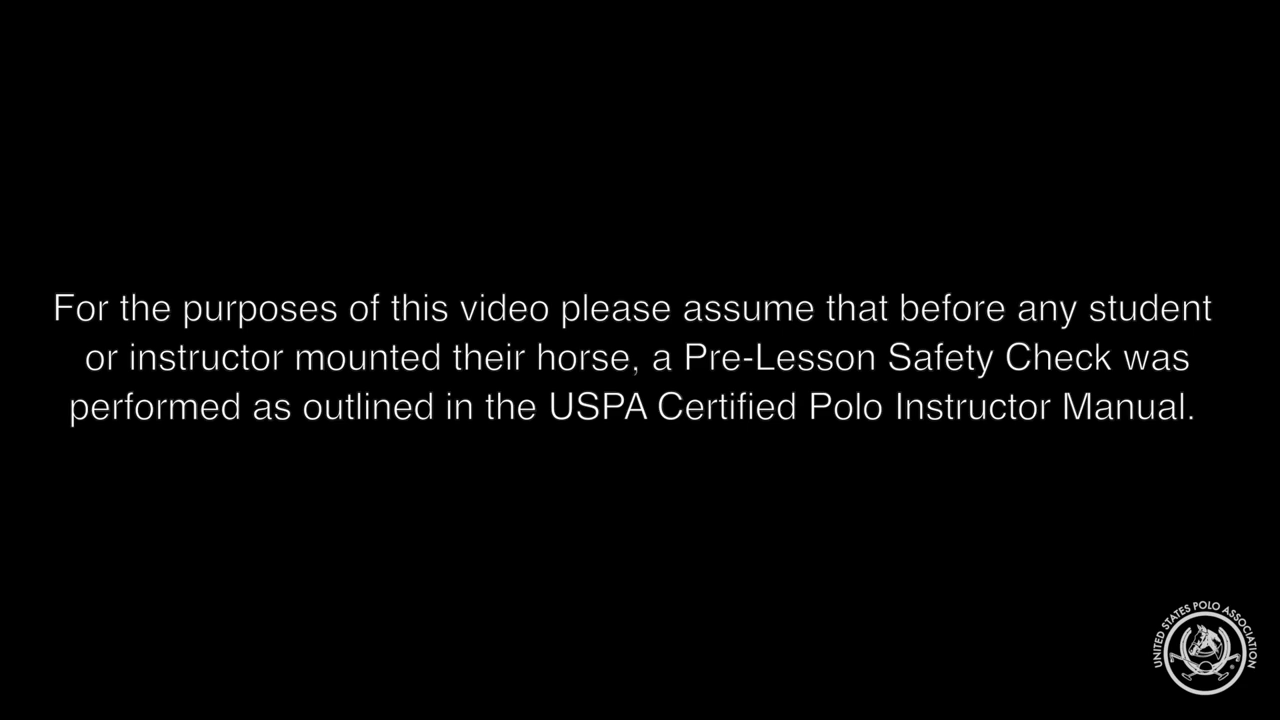 For the purposes of this video please assume that before any student
or instructor mounted their horse, a Pre-Lesson Safety Check was
performed as outlined in the USPA Certified Polo Instructor Manual.
UNITED STATES POLO ASSOCIATION
®